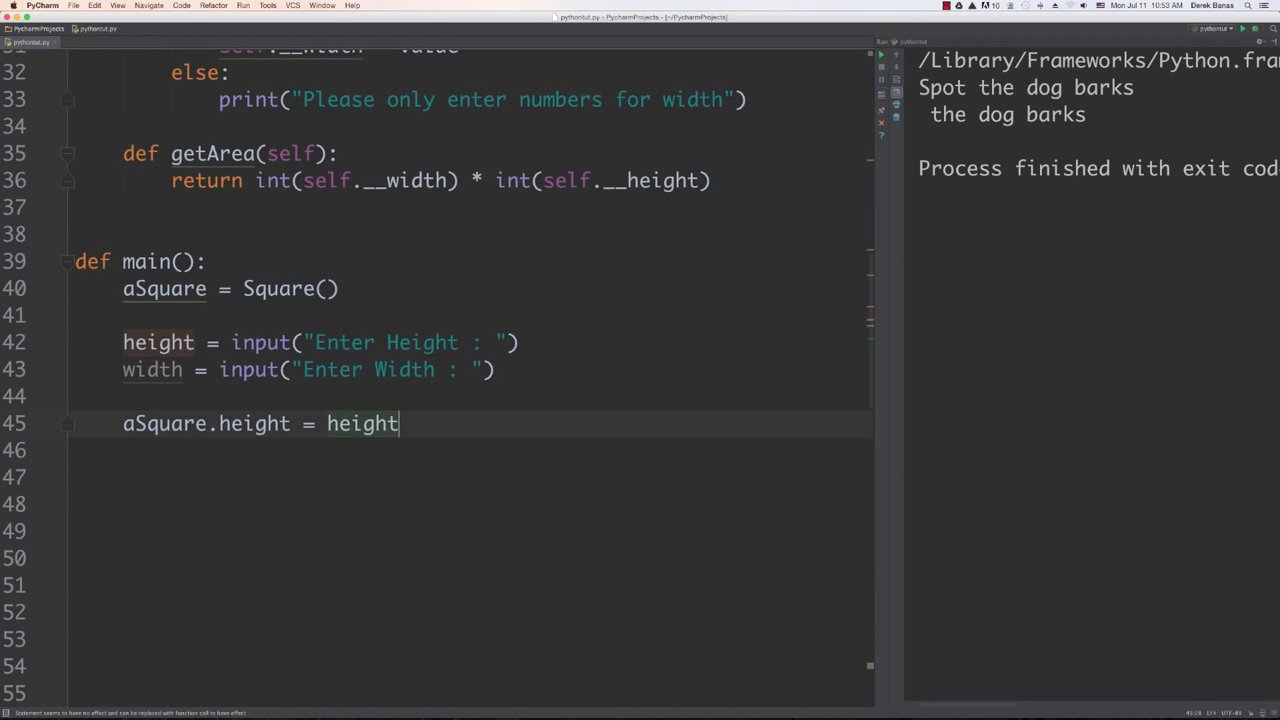 PyCharm File Edit View Navigate Code Refactor Run Tools VCS Window Help
10 Mon Jul 11 10:53 AM Derek Banas
pythontut.py - PycharmProjects - [~/PycharmProjects]
PycharmProjects pythontut.py
pythontut
pythontut.py
Run: pythontut
32 else:
33 print("Please only enter numbers for width")
34
35 def getArea(self):
36 return int(self.__width) * int(self.__height)
37
38
39 def main():
40 aSquare = Square()
41
42 height = input("Enter Height : ")
43 width = input("Enter Width : ")
44
45 aSquare.height = height
46
47
48
49
50
51
52
53
54
55
/Library/Frameworks/Python.fra
Spot the dog barks
the dog barks
Process finished with exit cod
Statement seems to have no effect and can be replaced with function call to have effect
45:28 LF÷ UTF-8÷